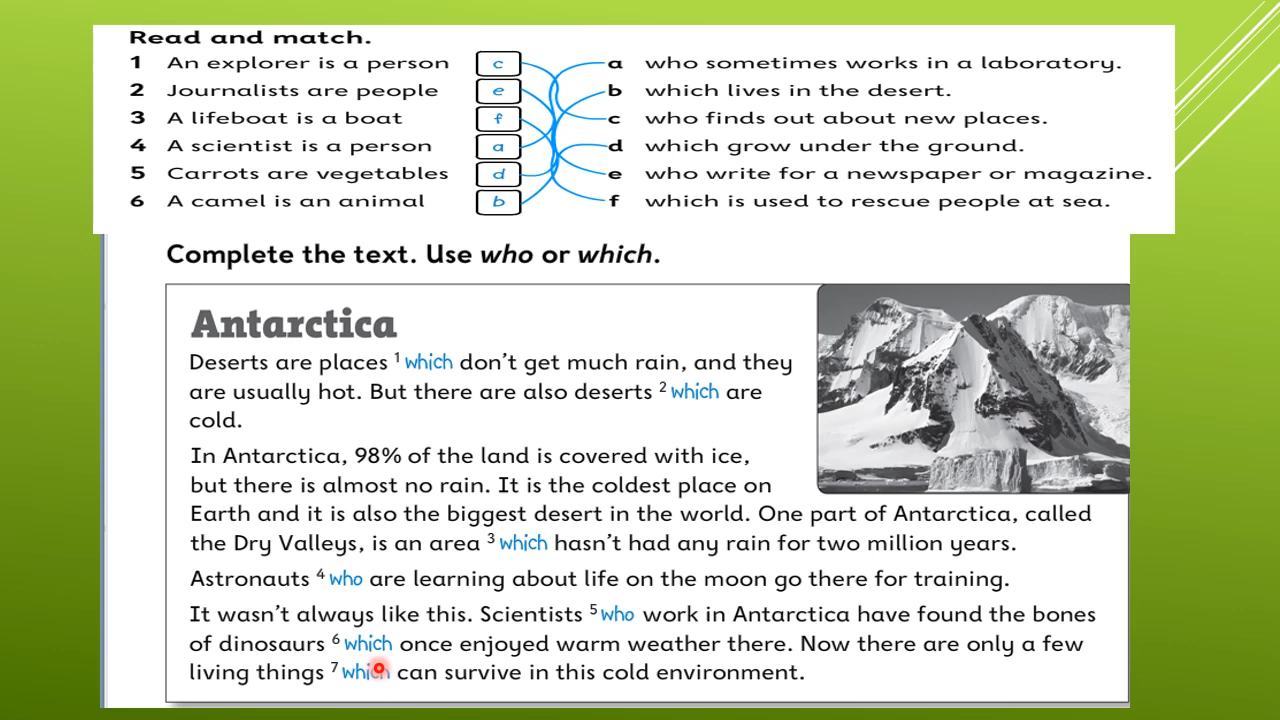 Read and match.
1 An explorer is a person c a who sometimes works in a laboratory.
2 Journalists are people e b which lives in the desert.
3 A lifeboat is a boat f c who finds out about new places.
4 A scientist is a person a d which grow under the ground.
5 Carrots are vegetables d e who write for a newspaper or magazine.
6 A camel is an animal b f which is used to rescue people at sea.
Complete the text. Use who or which.
Antarctica
Deserts are places 1 which don't get much rain, and they
are usually hot. But there are also deserts 2 which are
cold.
In Antarctica, 98% of the land is covered with ice,
but there is almost no rain. It is the coldest place on
Earth and it is also the biggest desert in the world. One part of Antarctica, called
the Dry Valleys, is an area 3 which hasn't had any rain for two million years.
Astronauts 4 who are learning about life on the moon go there for training.
It wasn't always like this. Scientists 5 who work in Antarctica have found the bones
of dinosaurs 6 which once enjoyed warm weather there. Now there are only a few
living things 7 which can survive in this cold environment.